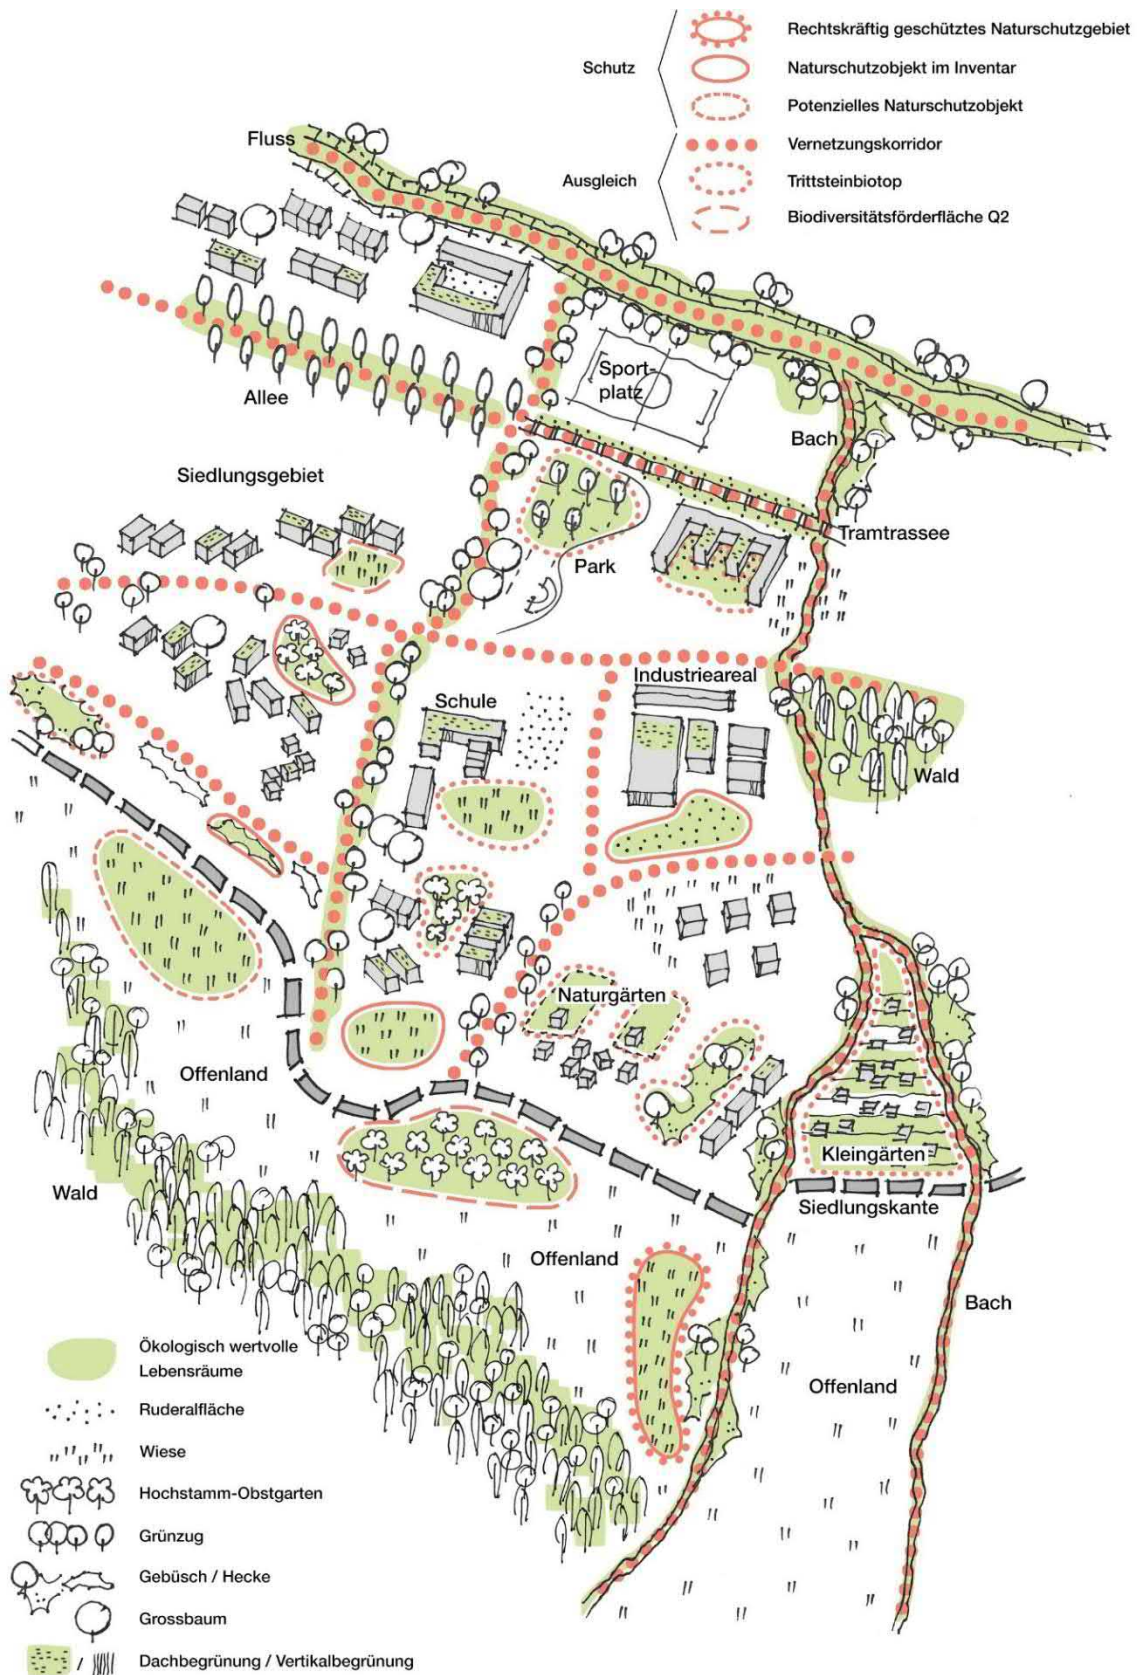 Rechtskräftig geschütztes Naturschutzgebiet
Schutz
Naturschutzobjekt im Inventar
Potenzielles Naturschutzobjekt
Vernetzungskorridor
Ausgleich
Trittsteinbiotop
Biodiversitätsförderfläche Q2
Fluss
Sport-
platz
Allee
Bach
Siedlungsgebiet
Tramtrassee
Park
Industrieareal
Schule
Wald
Naturgärten
Offenland
Kleingärten
Wald
Siedlungskante
Offenland
Bach
Offenland
Ökologisch wertvolle
Lebensräume
Ruderalfläche
Wiese
Hochstamm-Obstgarten
Grünzug
Gebüsch / Hecke
Grossbaum
/
Dachbegrünung / Vertikalbegrünung